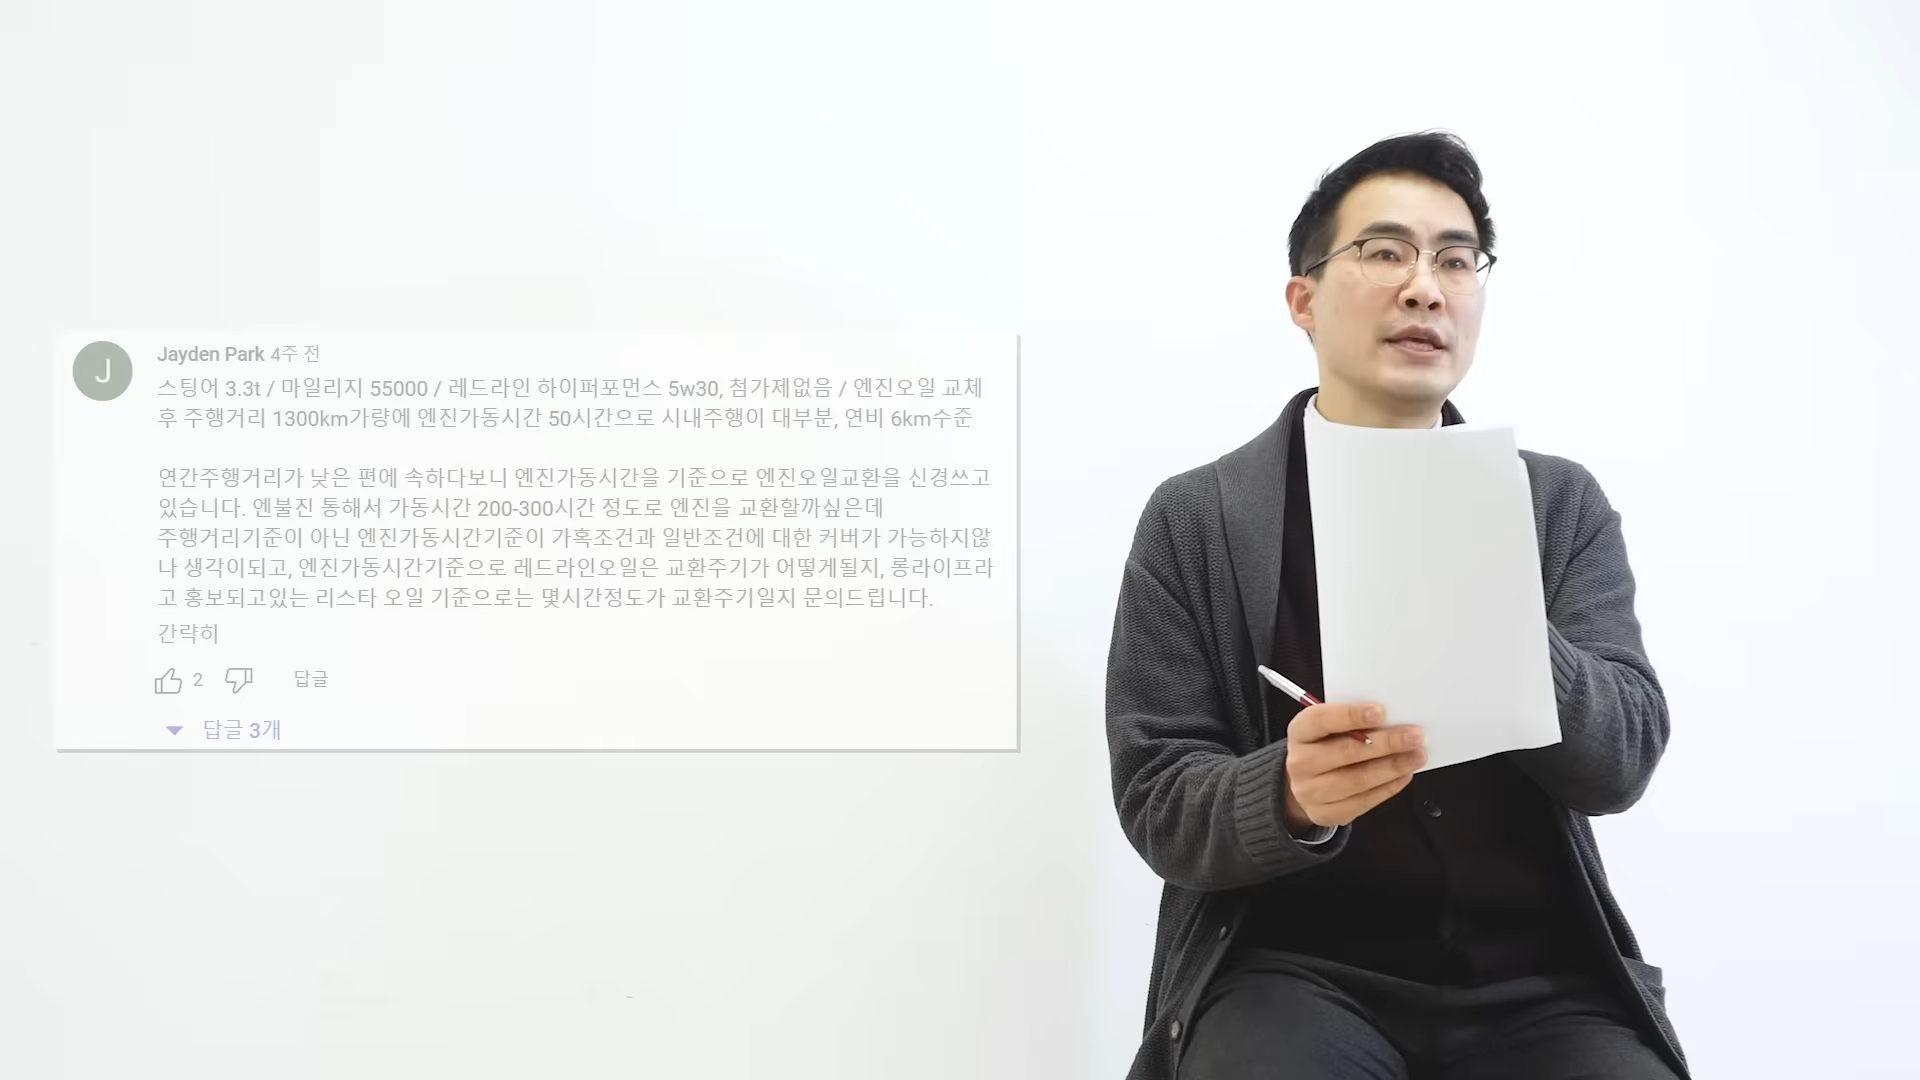 J
Jayden Park 4주 전
스팅어 3.3t / 마일리지 55000 / 레드라인 하이퍼포먼스 5w30, 첨가제없음 / 엔진오일 교체
후 주행거리 1300km가량에 엔진가동시간 50시간으로 시내주행이 대부분, 연비 6km수준
연간주행거리가 낮은 편에 속하다보니 엔진가동시간을 기준으로 엔진오일교환을 신경쓰고
있습니다. 엔불진 통해서 가동시간 200-300시간 정도로 엔진을 교환할까싶은데
주행거리기준이 아닌 엔진가동시간기준이 가혹조건과 일반조건에 대한 커버가 가능하지않
나 생각이되고, 엔진가동시간기준으로 레드라인오일은 교환주기가 어떻게될지, 롱라이프라
고 홍보되고있는 리스타 오일 기준으로는 몇시간정도가 교환주기일지 문의드립니다.
간략히
2 답글
답글 3개